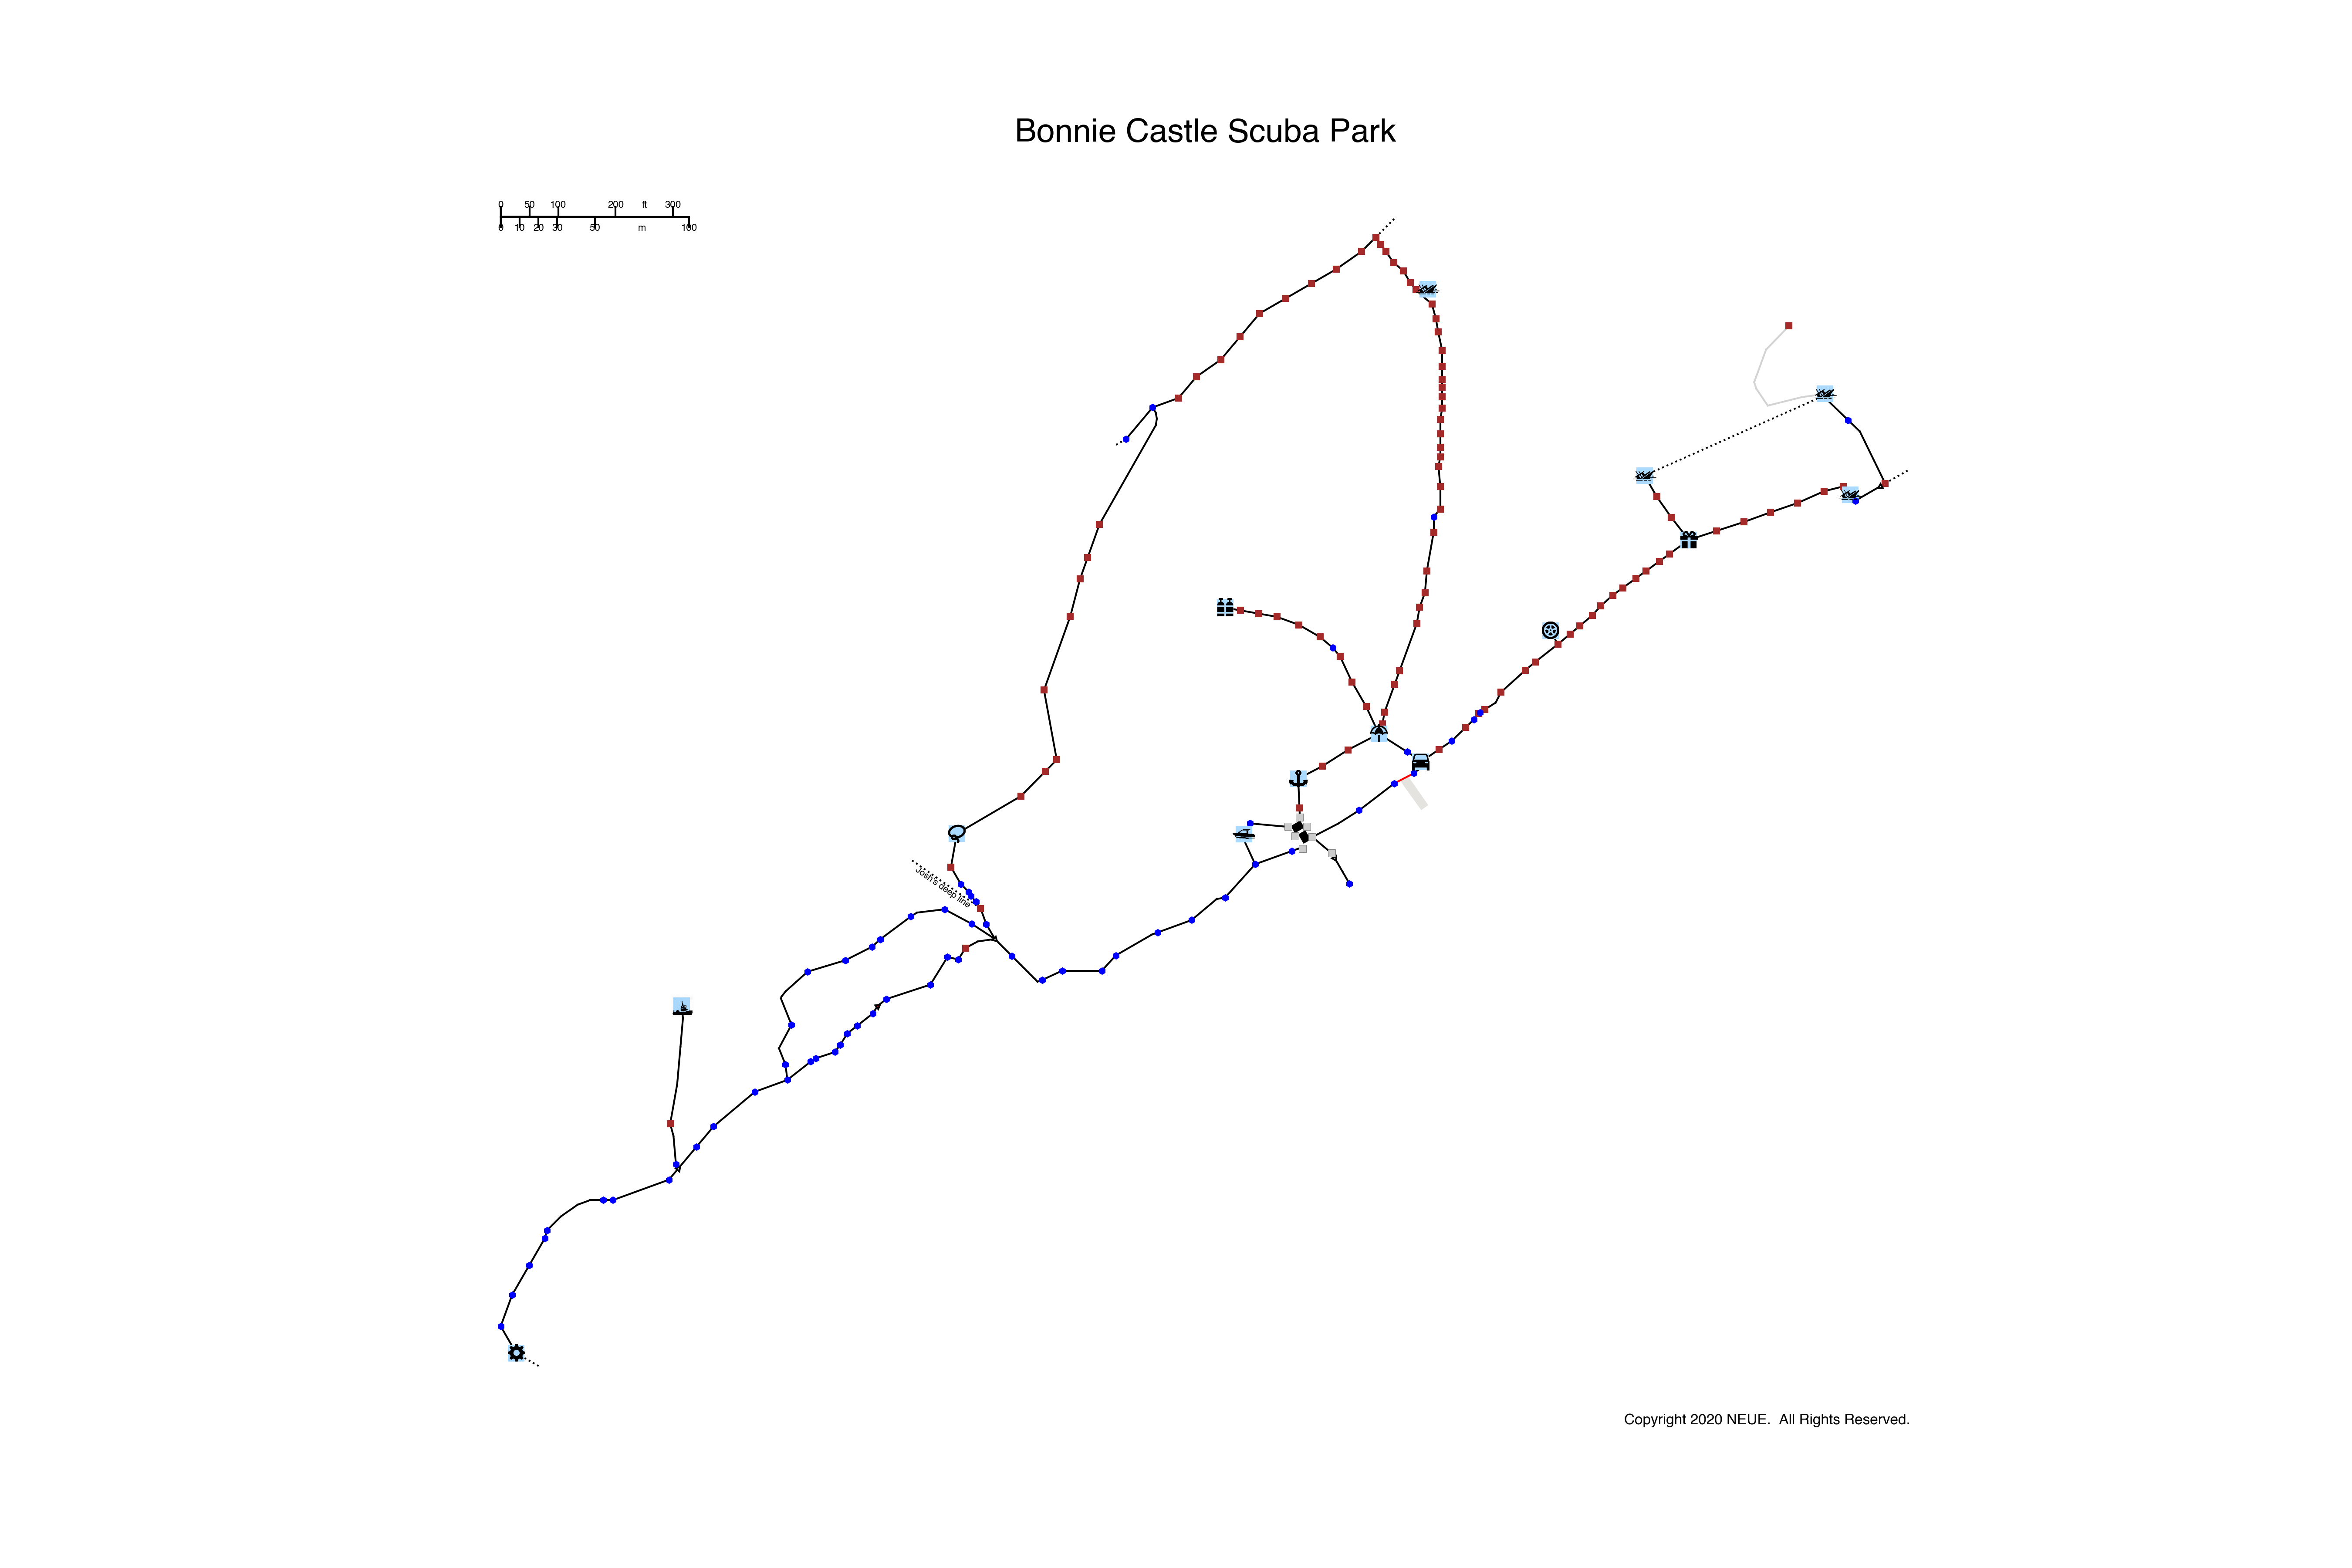 Bonnie Castle Scuba Park
0 50 100 200 ft 300
0 10 20 30 50 m 100
Josh's deep line
Copyright 2020 NEUE.  All Rights Reserved.